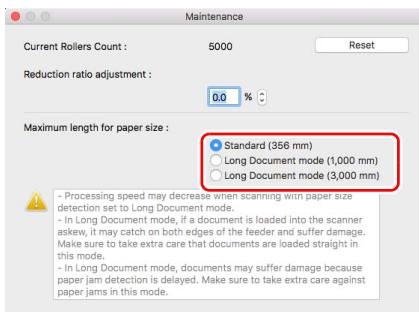 Maintenance
Current Rollers Count : 5000 Reset
Reduction ratio adjustment :
0.0 %
Maximum length for paper size :
Standard (356 mm)
Long Document mode (1,000 mm)
Long Document mode (3,000 mm)
- Processing speed may decrease when scanning with paper size
detection set to Long Document mode.
- In Long Document mode, if a document is loaded into the scanner
askew, it may catch on both edges of the feeder and suffer damage.
Make sure to take extra care that documents are loaded straight in
this mode.
- In Long Document mode, documents may suffer damage because
paper jam detection is delayed. Make sure to take extra care against
paper jams in this mode.